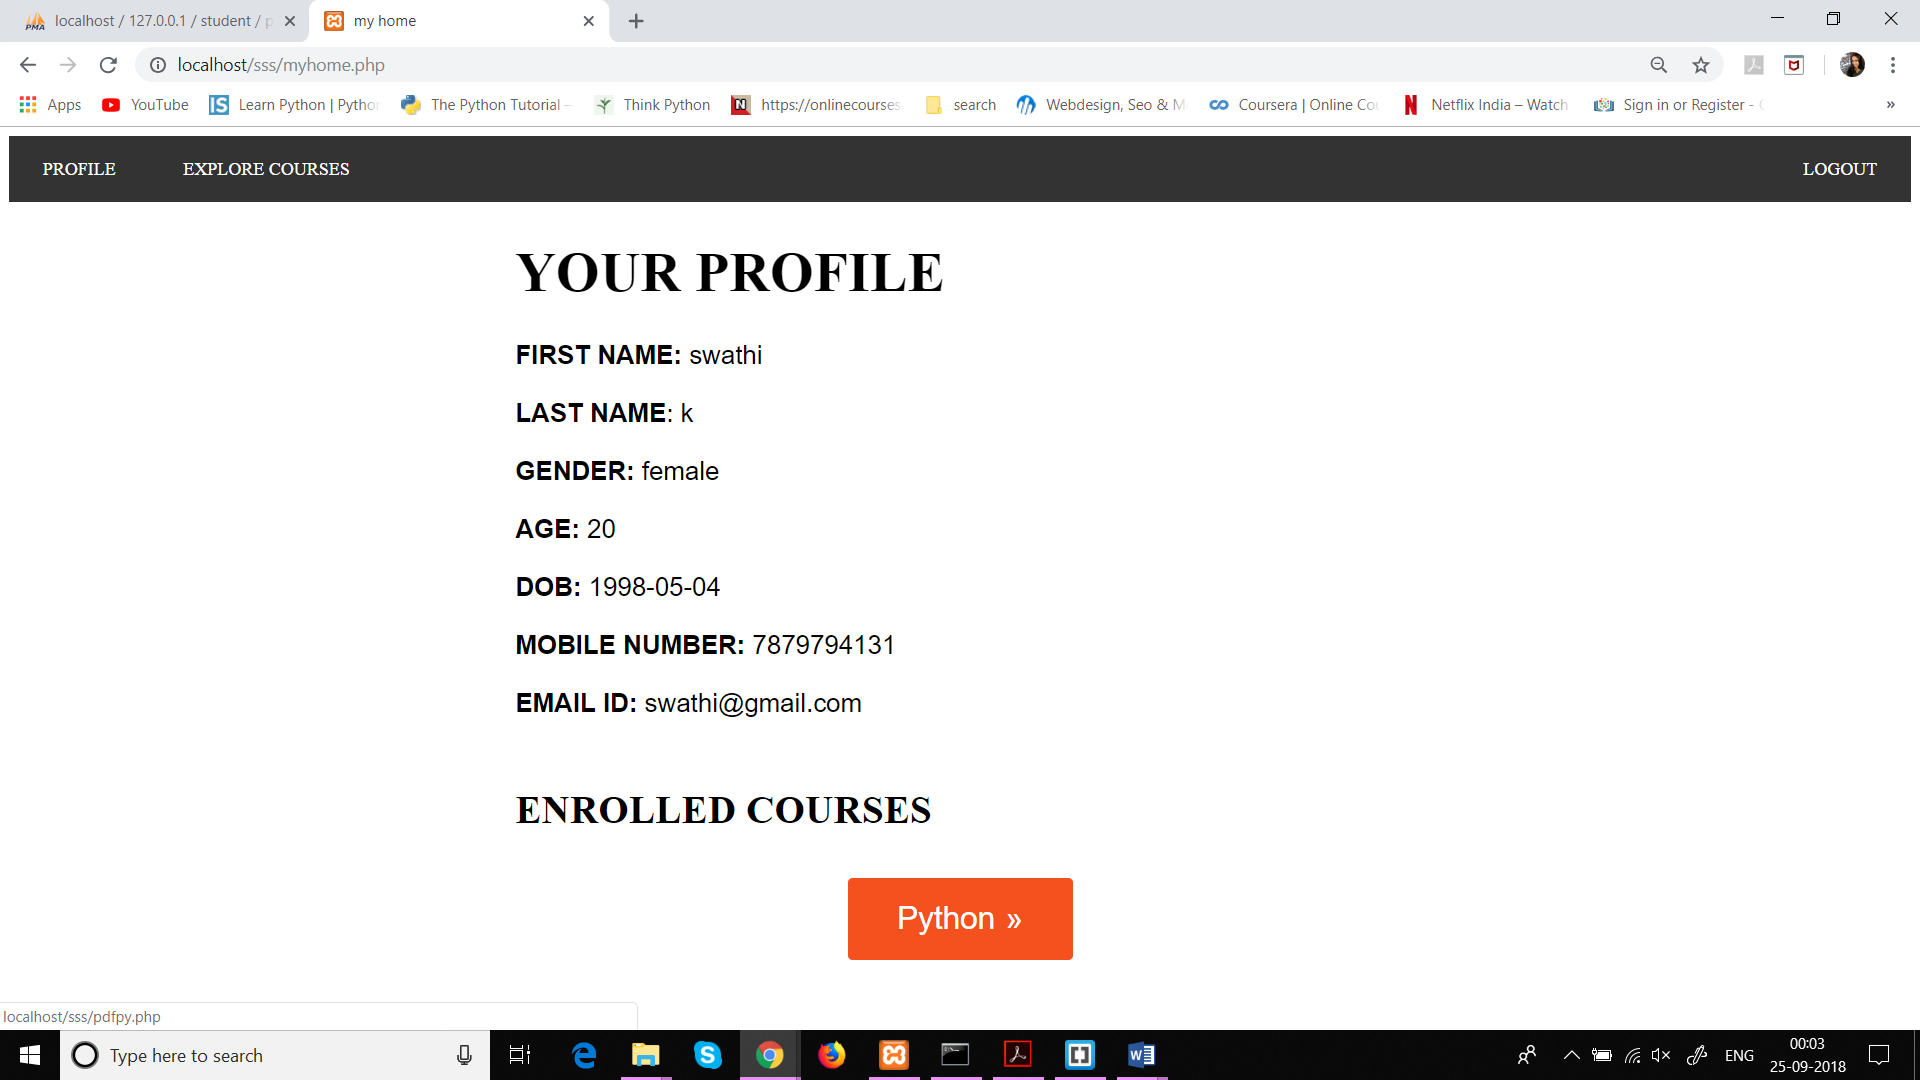 localhost / 127.0.0.1 / student / p
my home
localhost/sss/myhome.php
Apps YouTube Learn Python | Python The Python Tutorial – Think Python https://onlinecourses search Webdesign, Seo & M Coursera | Online Cou Netflix India – Watch Sign in or Register - »
PROFILE EXPLORE COURSES LOGOUT
YOUR PROFILE
FIRST NAME: swathi
LAST NAME: k
GENDER: female
AGE: 20
DOB: 1998-05-04
MOBILE NUMBER: 7879794131
EMAIL ID: swathi@gmail.com
ENROLLED COURSES
Python »
localhost/sss/pdfpy.php
Type here to search
ENG
00:03
25-09-2018